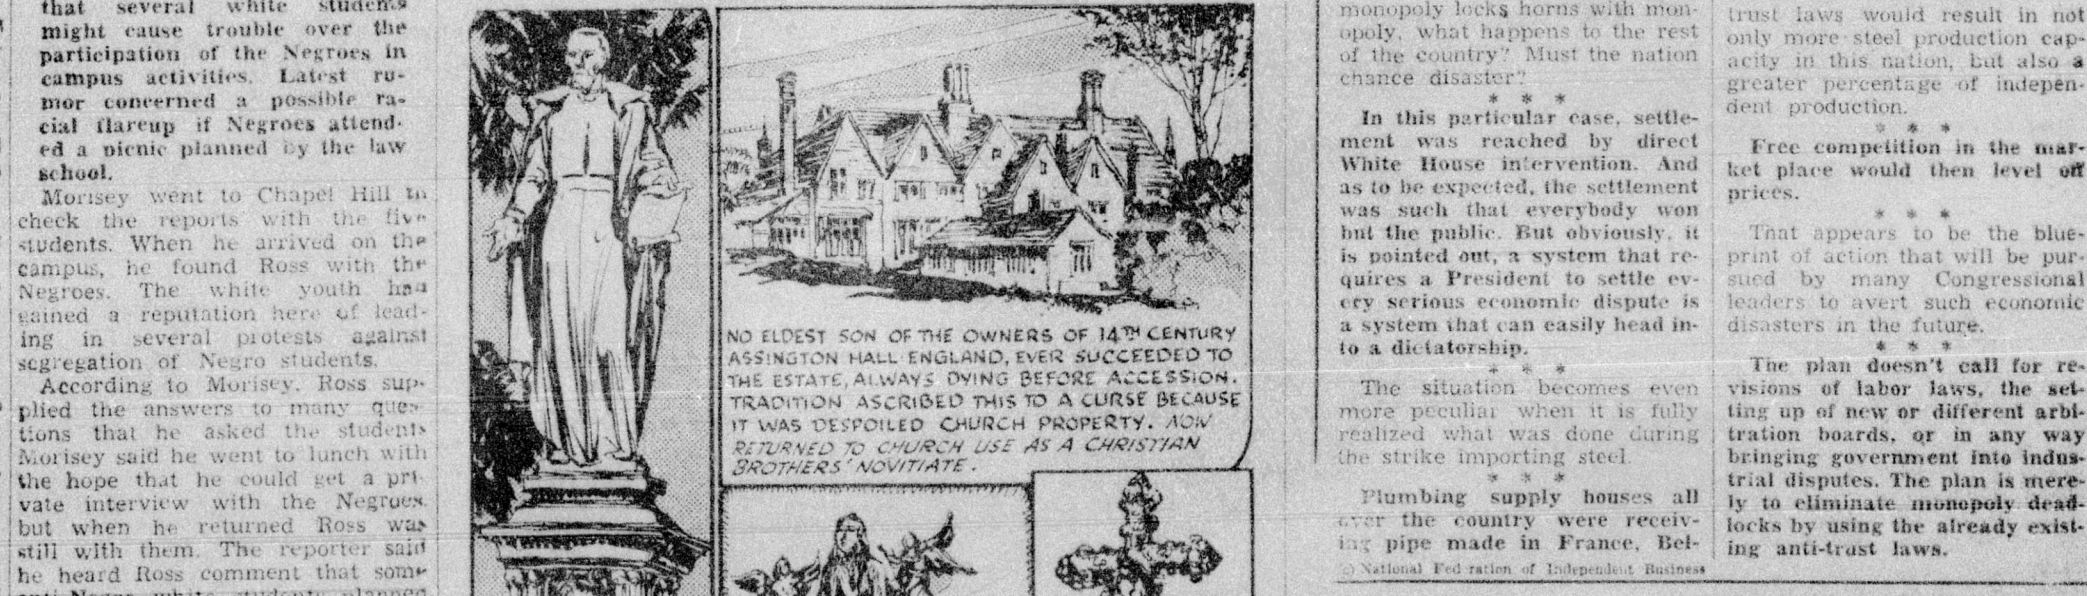 that several white students
might cause trouble over the
participation of the Negroes in
campus activities. Latest ru-
mor concerned a possible ra-
cial flareup if Negroes attend-
ed a picnic planned by the law
school.
Morisey went to Chapel Hill to
check the reports with the five
students. When he arrived on the
campus, he found Ross with the
Negroes. The white youth had
gained a reputation here of lead-
ing in several protests against
segregation of Negro students.
According to Morisey, Ross sup-
plied the answers to many ques-
tions that he asked the students
Morisey said he went to lunch with
the hope that he could get a pri-
vate interview with the Negroes,
but when he returned Ross was
still with them. The reporter said
he heard Ross comment that some
anti-Negro white students planned
NO ELDEST SON OF THE OWNERS OF 14TH CENTURY
ASSINGTON HALL ENGLAND, EVER SUCCEEDED TO
THE ESTATE, ALWAYS DYING BEFORE ACCESSION.
TRADITION ASCRIBED THIS TO A CURSE BECAUSE
IT WAS DESPOILED CHURCH PROPERTY. NOW
RETURNED TO CHURCH USE AS A CHRISTIAN
BROTHERS' NOVITIATE.
monopoly locks horns with mon-
opoly, what happens to the rest
of the country? Must the nation
chance disaster?
* * *
In this particular case, settle-
ment was reached by direct
White House intervention. And
as to be expected, the settlement
was such that everybody won
but the public. But obviously, it
is pointed out, a system that re-
quires a President to settle ev-
ery serious economic dispute is
a system that can easily head in-
to a dictatorship.
* * *
The situation becomes even
more peculiar when it is fully
realized what was done during
the strike importing steel.
* * *
Plumbing supply houses all
over the country were receiv-
ing pipe made in France, Bel-
(c) National Federation of Independent Business
trust laws would result in not
only more steel production cap-
acity in this nation, but also a
greater percentage of indepen-
dent production.
* * *
Free competition in the mar-
ket place would then level off
prices.
* * *
That appears to be the blue-
print of action that will be pur-
sued by many Congressional
leaders to avert such economic
disasters in the future.
* * *
The plan doesn't call for re-
visions of labor laws, the set-
ting up of new or different arbi-
tration boards, or in any way
bringing government into indus-
trial disputes. The plan is mere-
ly to eliminate monopoly dead-
locks by using the already exist-
ing anti-trust laws.